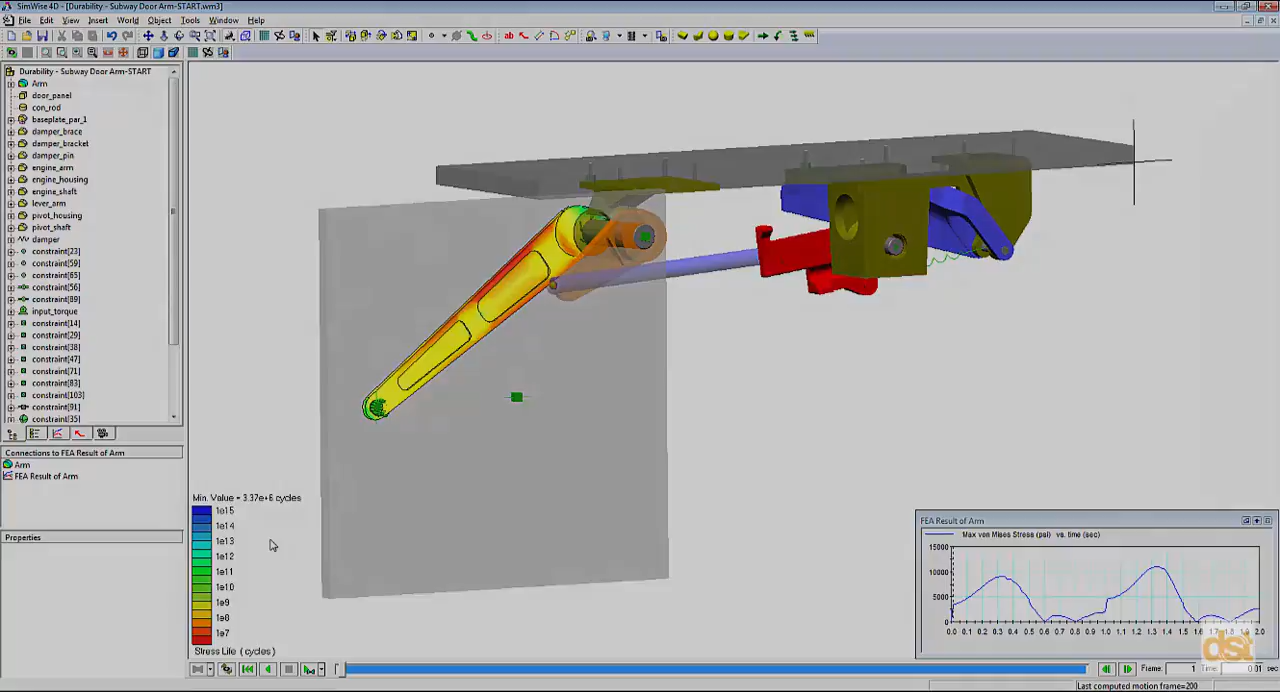 SimWise 4D - [Durability - Subway Door Arm-START.wm3]
File Edit View Insert World Object Tools Window Help
Durability - Subway Door Arm-START
Arm
door_panel
con_rod
baseplate_par_1
damper_brace
damper_bracket
damper_pin
engine_arm
engine_housing
engine_shaft
lever_arm
pivot_housing
pivot_shaft
damper
constraint[23]
constraint[59]
constraint[65]
constraint[56]
constraint[89]
input_torque
constraint[14]
constraint[29]
constraint[38]
constraint[47]
constraint[71]
constraint[83]
constraint[103]
constraint[91]
constraint[35]
Connections to FEA Result of Arm
Arm
FEA Result of Arm
Properties
Min. Value = 3.37e+6 cycles
1e15
1e14
1e13
1e12
1e11
1e10
1e9
1e8
1e7
Stress Life (cycles)
FEA Result of Arm
Max von Mises Stress (psi) vs. time (sec)
15000
10000
5000
0
0.0 0.1 0.2 0.3 0.4 0.5 0.6 0.7 0.8 0.9 1.0 1.1 1.2 1.3 1.4 1.5 1.6 1.7 1.8 1.9 2.0
dst
Frame: 1 Time: 0.01 sec
Last computed motion frame=200